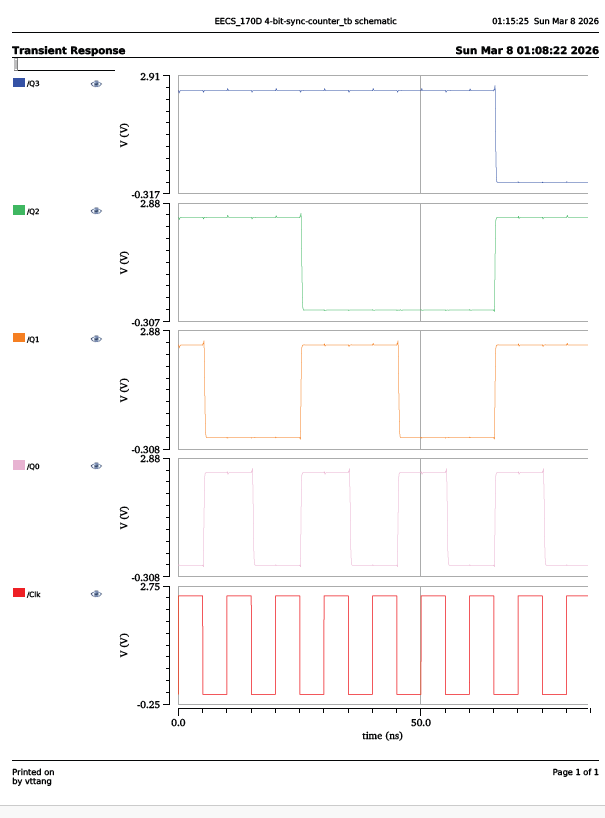 EECS_170D 4-bit-sync-counter_tb schematic 01:15:25 Sun Mar 8 2026
Transient Response Sun Mar 8 01:08:22 2026
/Q3
2.91
V (V)
-0.317
/Q2
2.88
V (V)
-0.307
/Q1
2.88
V (V)
-0.308
/Q0
2.88
V (V)
-0.308
/Clk
2.75
V (V)
-0.25
0.0 50.0
time (ns)
Printed on Page 1 of 1
by vttang